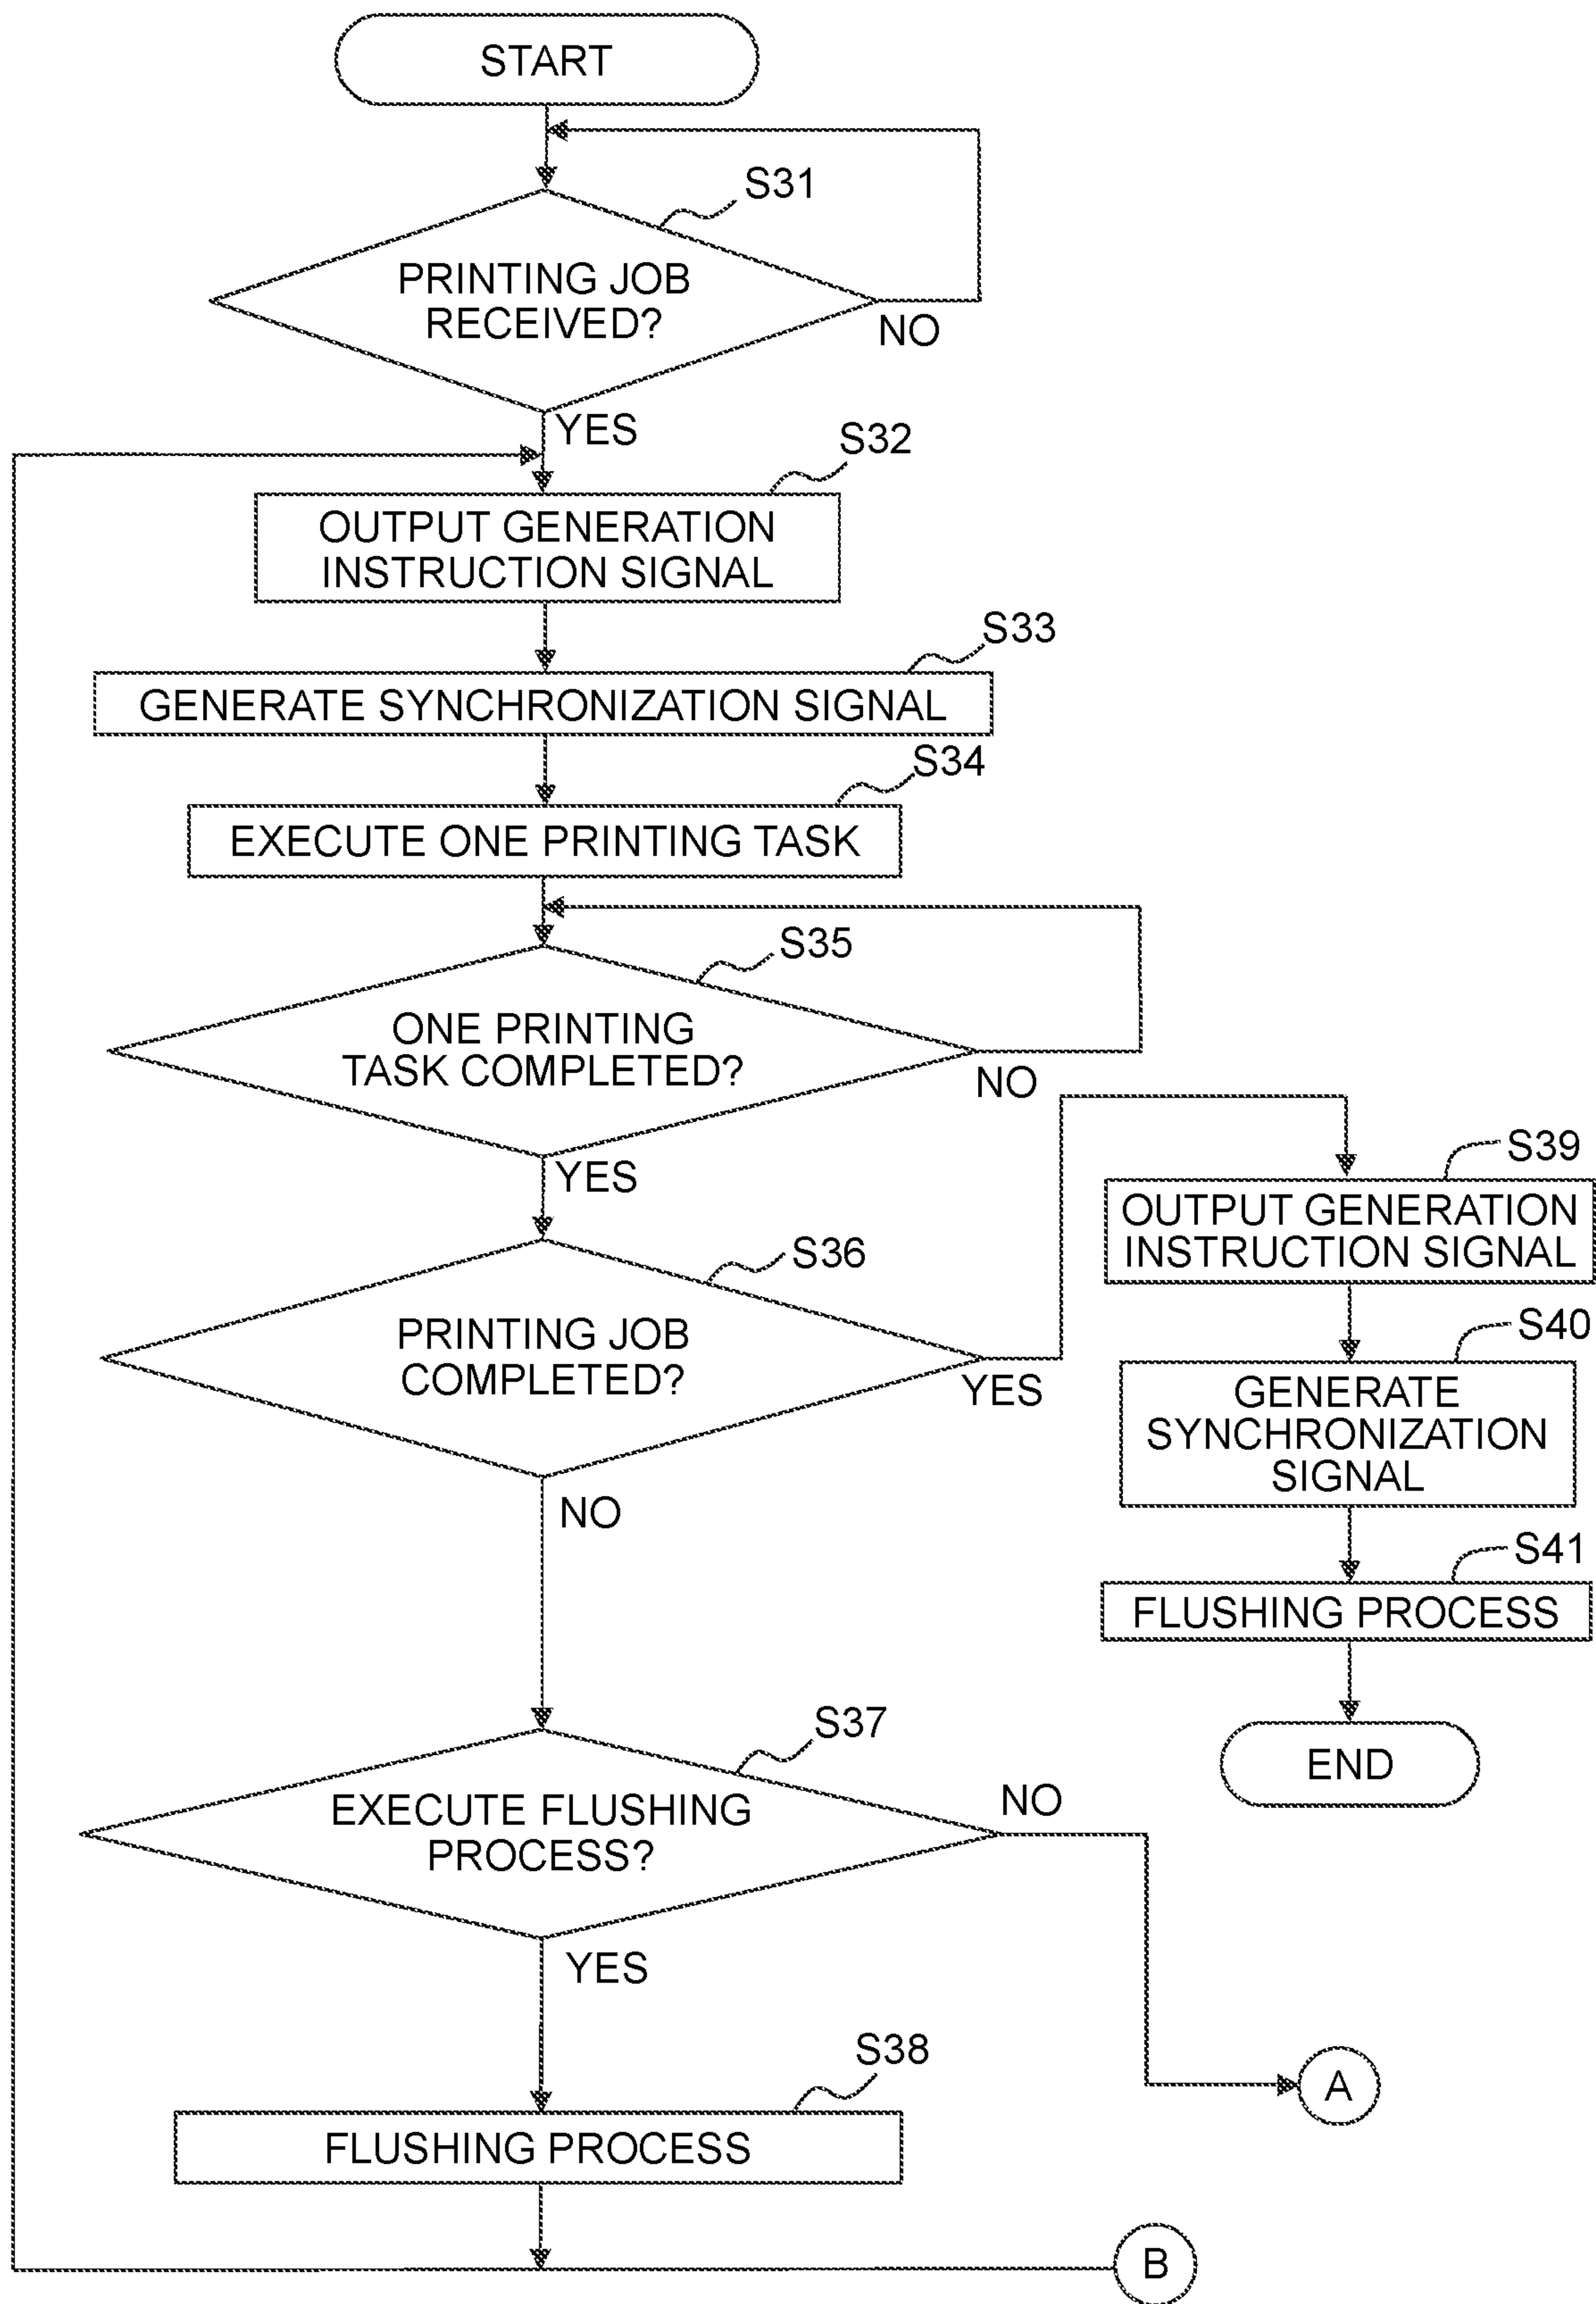 START
S31
PRINTING JOB
RECEIVED?
NO
YES
S32
OUTPUT GENERATION
INSTRUCTION SIGNAL
S33
GENERATE SYNCHRONIZATION SIGNAL
S34
EXECUTE ONE PRINTING TASK
S35
ONE PRINTING
TASK COMPLETED?
NO
YES
S36
PRINTING JOB
COMPLETED?
YES
NO
S39
OUTPUT GENERATION
INSTRUCTION SIGNAL
S40
GENERATE
SYNCHRONIZATION
SIGNAL
S41
FLUSHING PROCESS
END
S37
EXECUTE FLUSHING
PROCESS?
NO
YES
A
S38
FLUSHING PROCESS
B